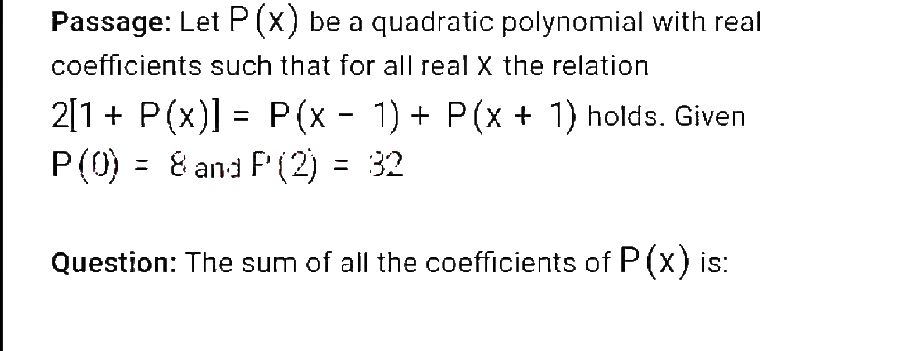 Passage: Let P(x) be a quadratic polynomial with real
coefficients such that for all real X the relation
2[1 + P(x)] = P(x − 1) + P(x + 1) holds. Given
P(0) = 8 and P(2) = 32
Question: The sum of all the coefficients of P(x) is: